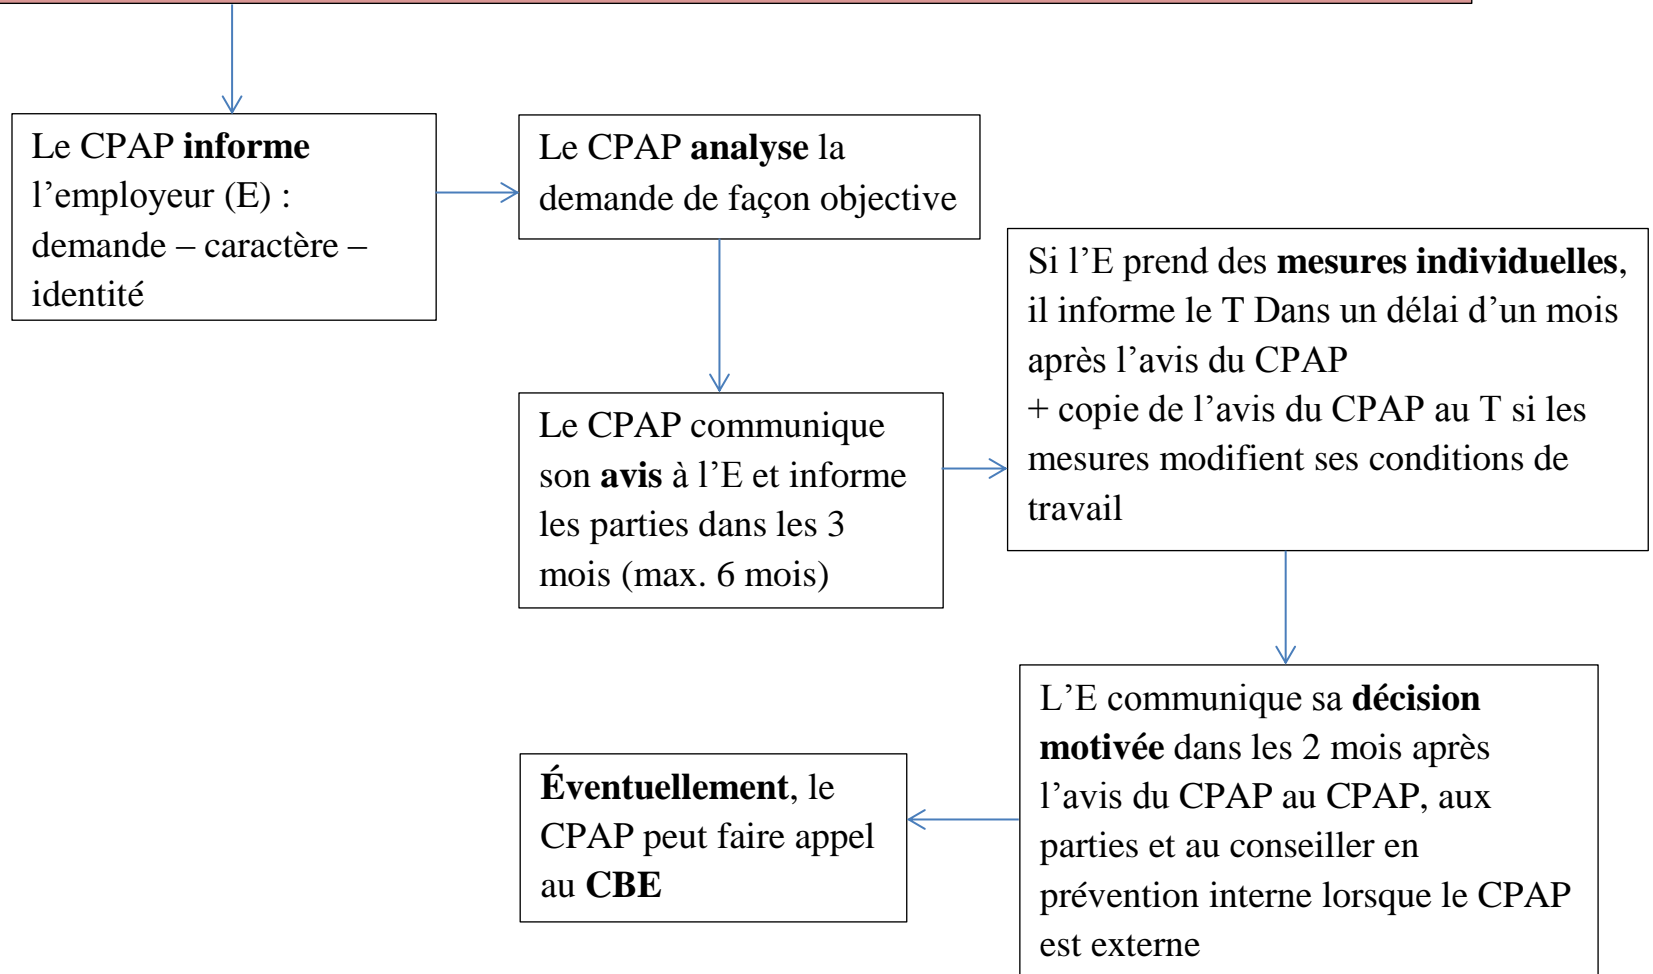 Le CPAP informe
l’employeur (E) :
demande – caractère –
identité
Le CPAP analyse la
demande de façon objective
Le CPAP communique
son avis à l’E et informe
les parties dans les 3
mois (max. 6 mois)
Si l’E prend des mesures individuelles,
il informe le T Dans un délai d’un mois
après l’avis du CPAP
+ copie de l’avis du CPAP au T si les
mesures modifient ses conditions de
travail
L’E communique sa décision
motivée dans les 2 mois après
l’avis du CPAP au CPAP, aux
parties et au conseiller en
prévention interne lorsque le CPAP
est externe
Éventuellement, le
CPAP peut faire appel
au CBE